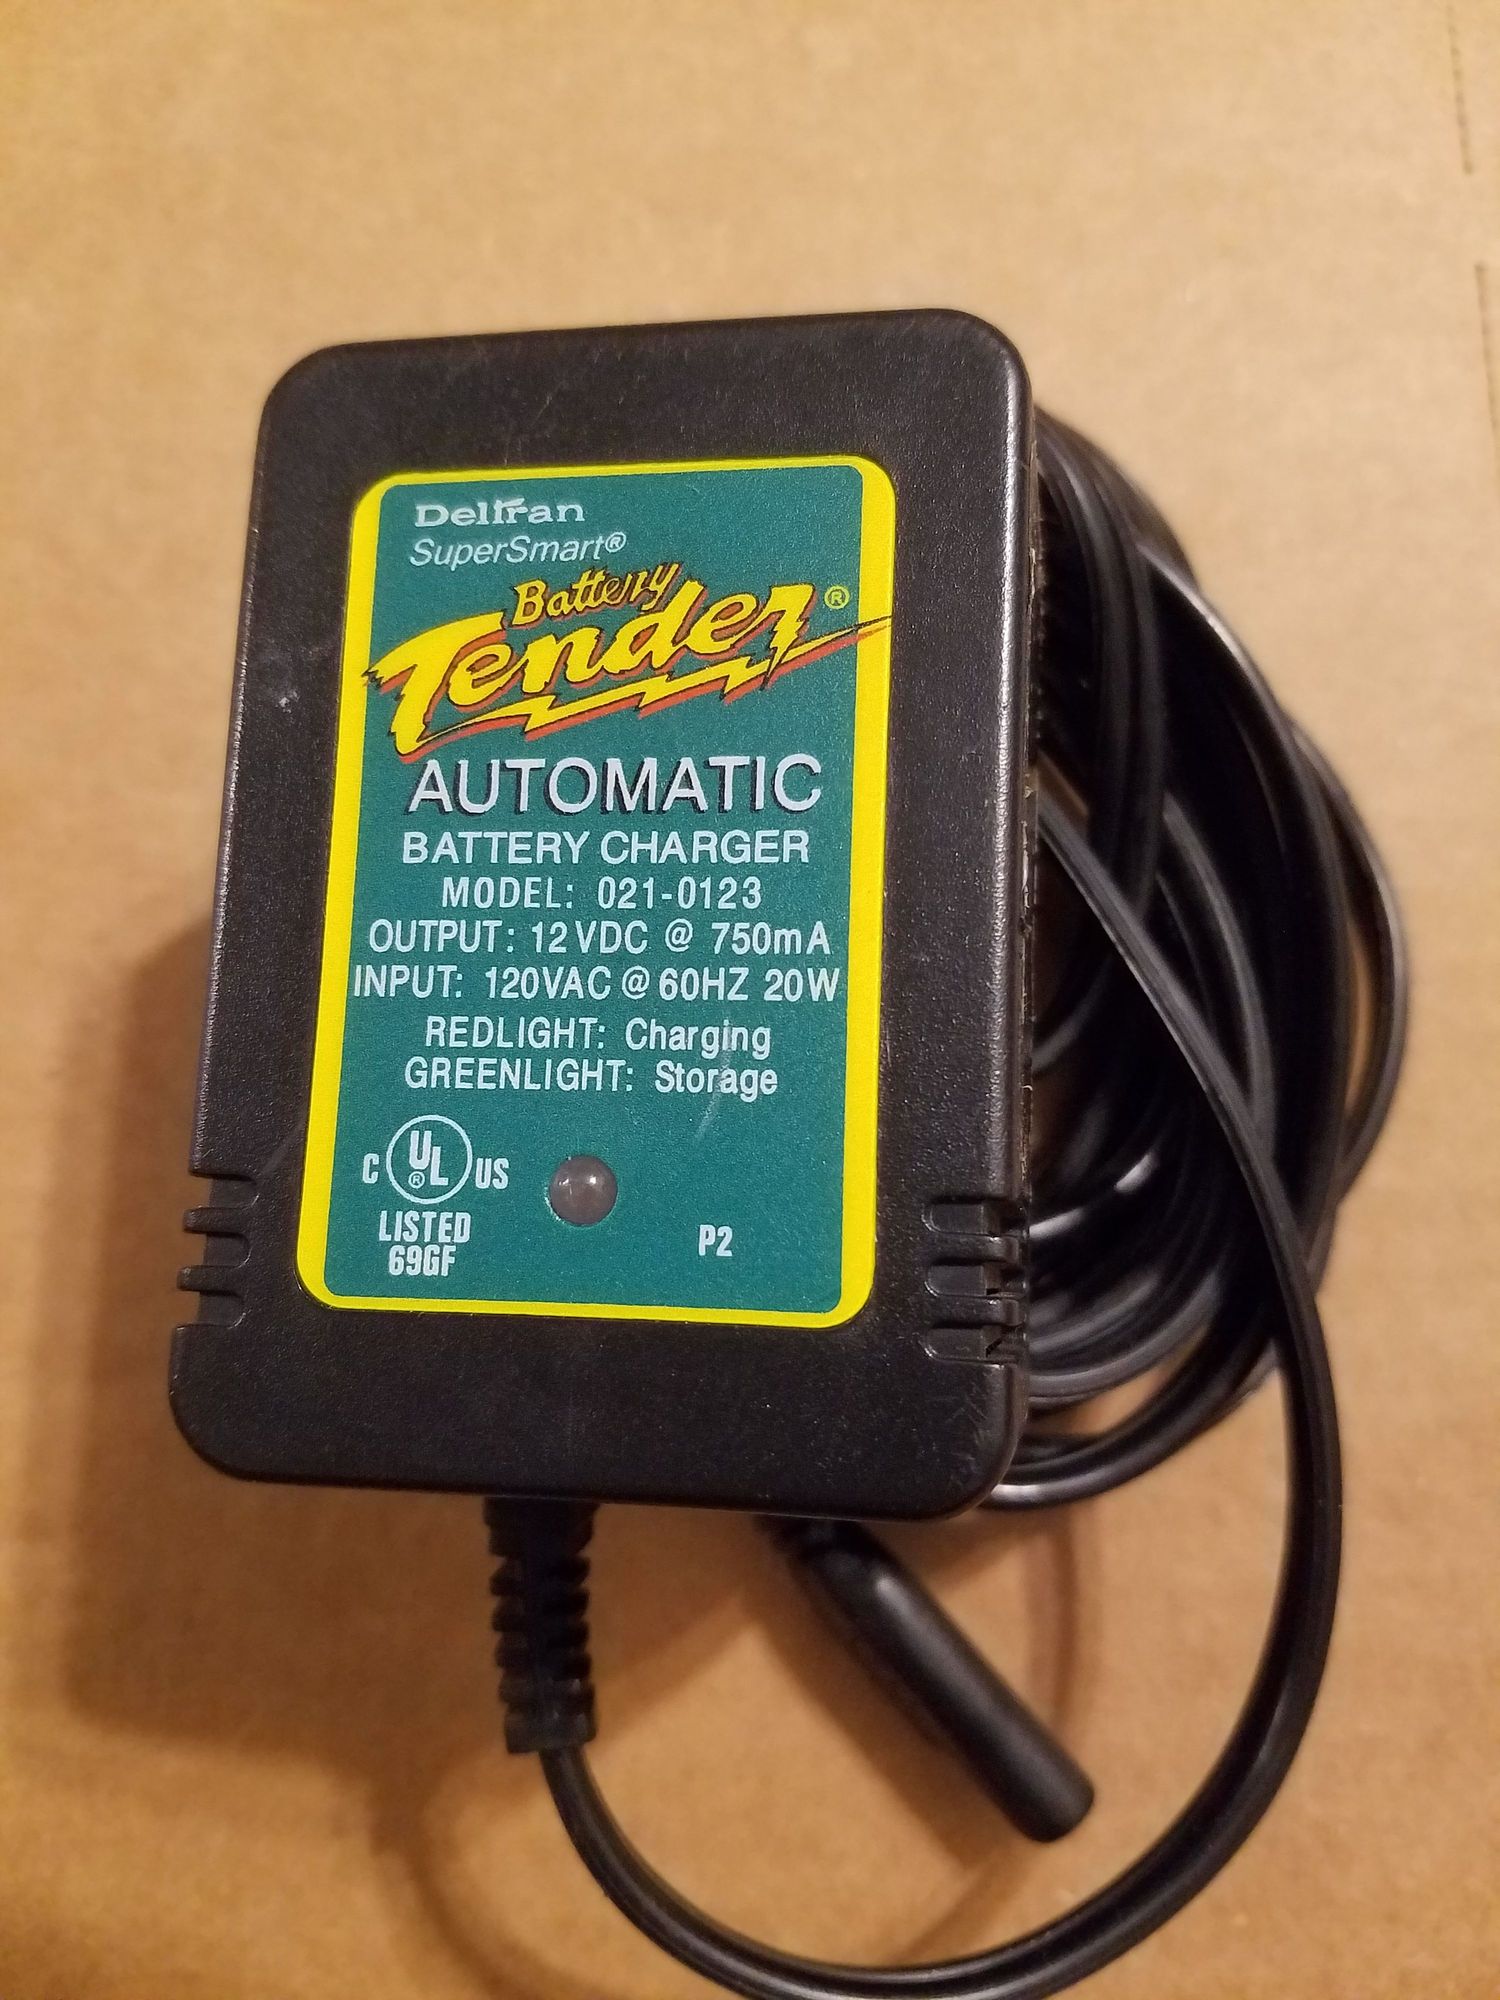 Deltran
SuperSmart®
Battery
Tender®
AUTOMATIC
BATTERY CHARGER
MODEL: 021-0123
OUTPUT: 12VDC @ 750mA
INPUT: 120VAC @ 60HZ 20W
REDLIGHT: Charging
GREENLIGHT: Storage
C UL® US
LISTED
69GF
P2